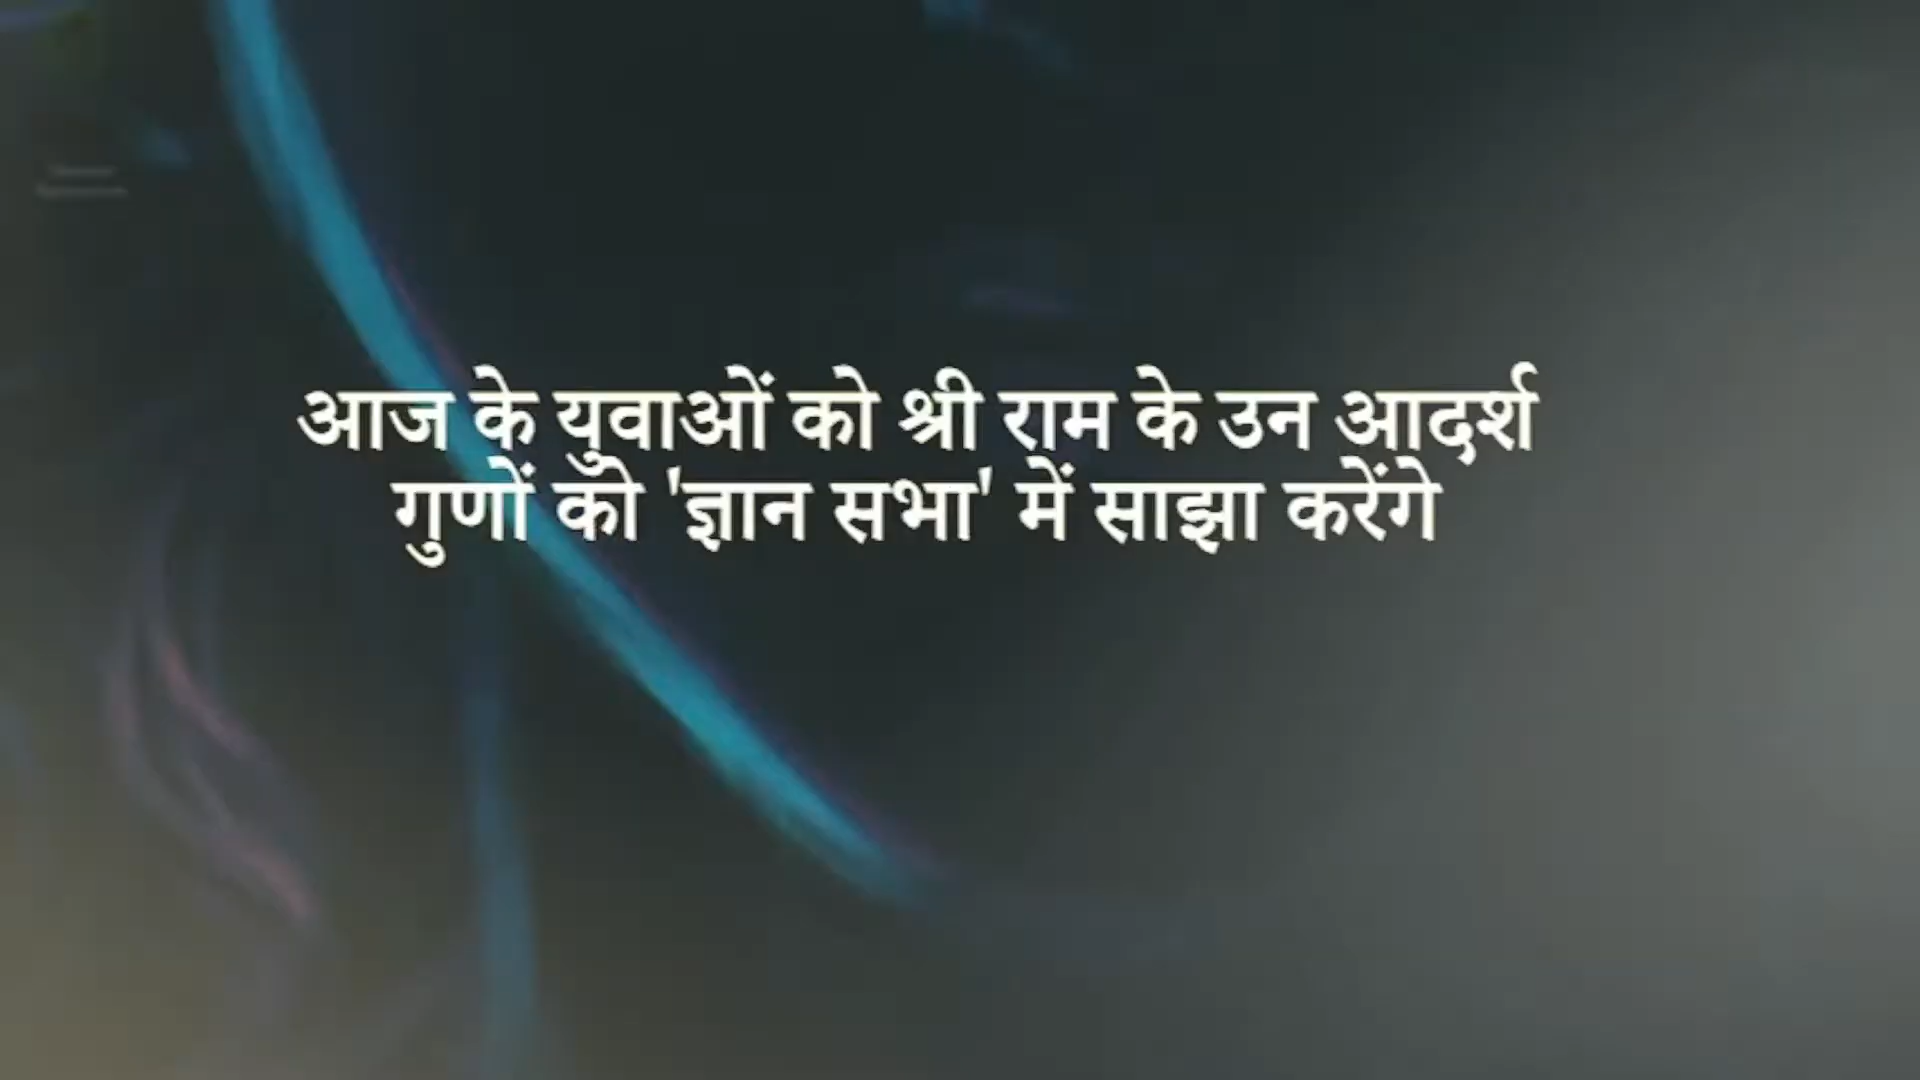 आज के युवाओं को श्री राम के उन आदर्श
गुणों को 'ज्ञान सभा' में साझा करेंगे